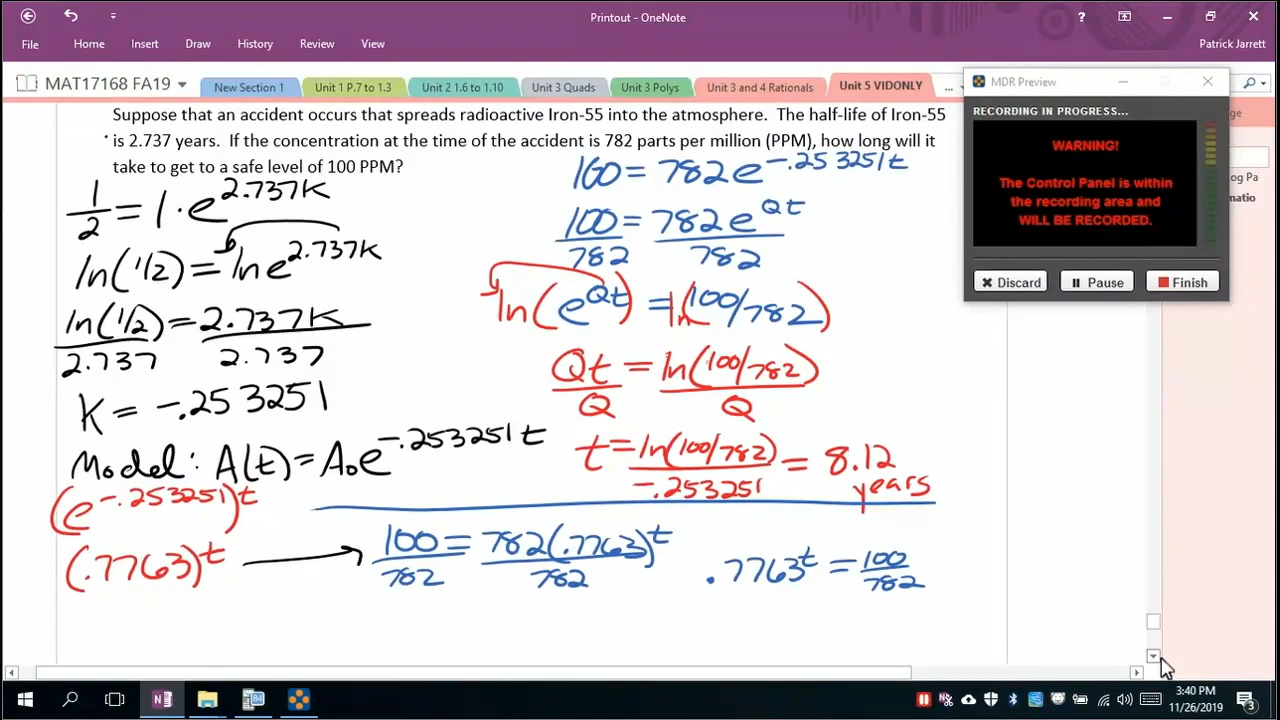 Printout - OneNote
?
File Home Insert Draw History Review View
Patrick Jarrett
MAT17168 FA19
New Section 1 Unit 1 P.7 to 1.3 Unit 2 1.6 to 1.10 Unit 3 Quads Unit 3 Polys Unit 3 and 4 Rationals Unit 5 VIDONLY ...
MDR Preview
RECORDING IN PROGRESS...
WARNING!
The Control Panel is within
the recording area and
WILL BE RECORDED.
Discard Pause Finish
Suppose that an accident occurs that spreads radioactive Iron-55 into the atmosphere. The half-life of Iron-55
is 2.737 years. If the concentration at the time of the accident is 782 parts per million (PPM), how long will it
take to get to a safe level of 100 PPM?
1/2 = 1·e^2.737K
ln(1/2) = ln e^2.737K
ln(1/2) = 2.737K
2.737 2.737
K = -.253251
Model: A(t) = A₀e^-.253251t
(e^-.253251)^t
(.7763)^t
100 = 782e^-.253251t
100 = 782e^Qt
782 782
ln(e^Qt) = ln(100/782)
Qt = ln(100/782)
Q Q
t = ln(100/782) = 8.12
-.253251 years
100 = 782(.7763)^t
782 782
.7763^t = 100/782
rge
log Pa
matio
3:40 PM
11/26/2019
3